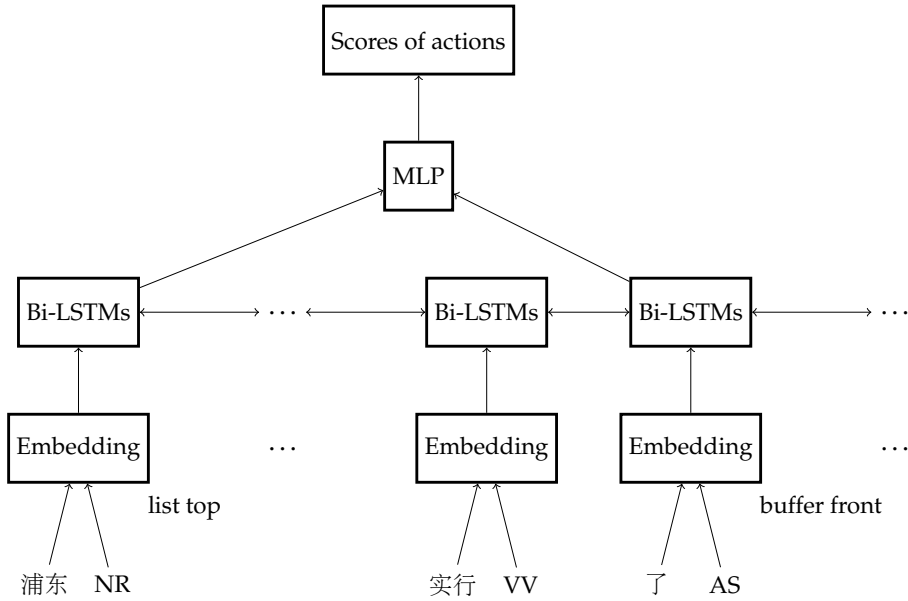 Scores of actions
MLP
Bi-LSTMs ... Bi-LSTMs Bi-LSTMs ...
Embedding ... Embedding Embedding ...
list top buffer front
浦东 NR 实行 VV 了 AS